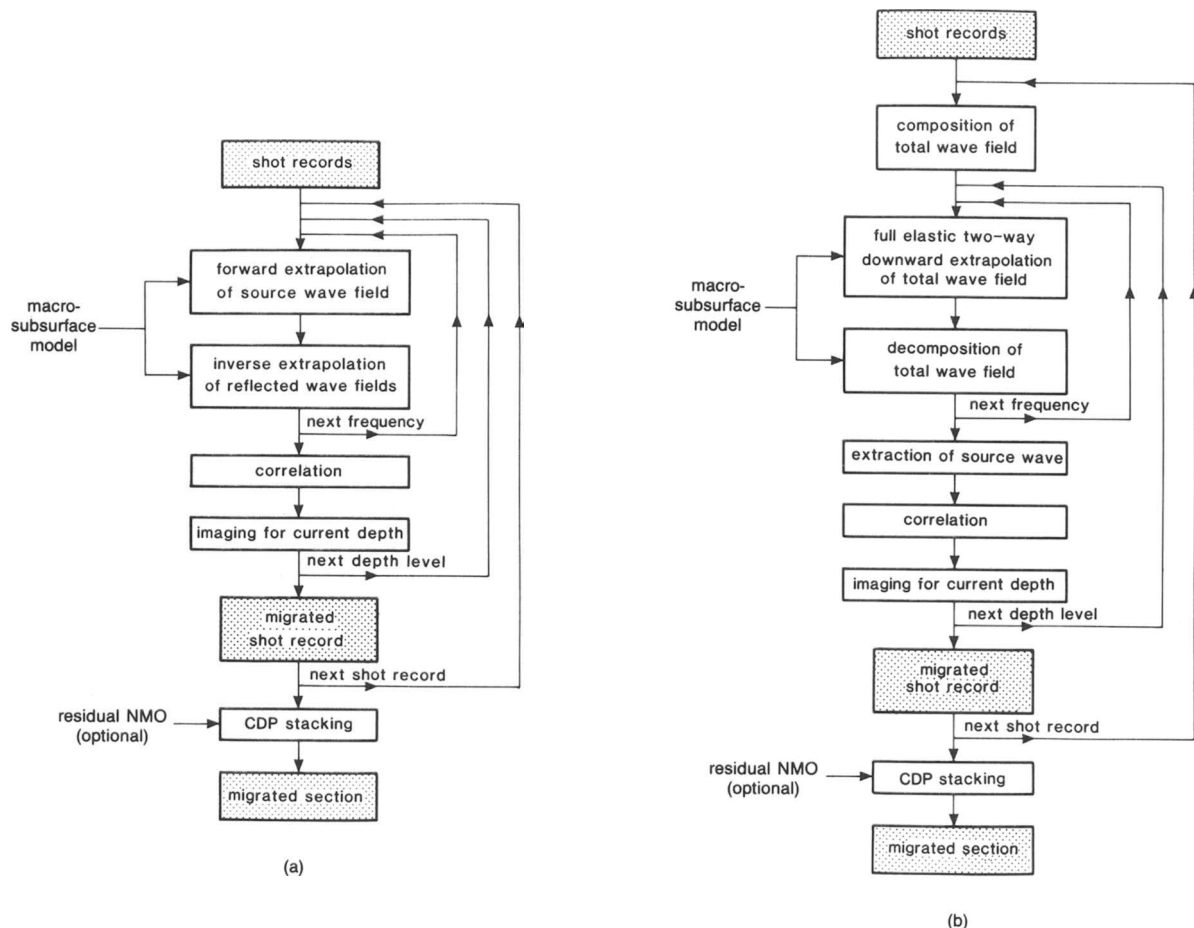 shot records
forward extrapolation
of source wave field
macro-
subsurface
model
inverse extrapolation
of reflected wave fields
next frequency
correlation
imaging for current depth
next depth level
migrated
shot record
next shot record
residual NMO
(optional)
CDP stacking
migrated section
(a)
shot records
composition of
total wave field
full elastic two-way
downward extrapolation
of total wave field
macro-
subsurface
model
decomposition of
total wave field
next frequency
extraction of source wave
correlation
imaging for current depth
next depth level
migrated
shot record
next shot record
residual NMO
(optional)
CDP stacking
migrated section
(b)